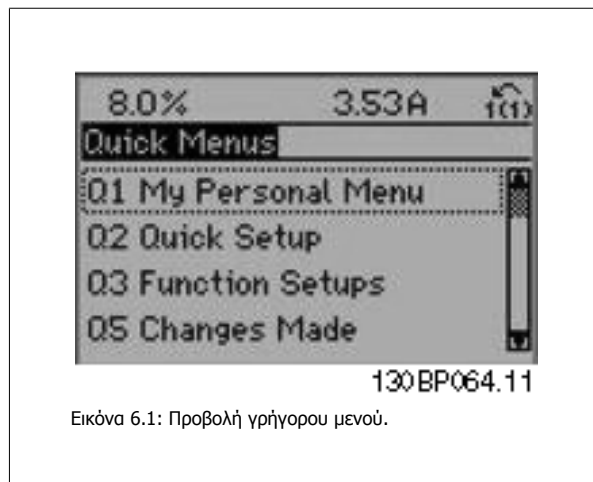 8.0% 3.53A 1(1)
Quick Menus
Q1 My Personal Menu
Q2 Quick Setup
Q3 Function Setups
Q5 Changes Made
130BP064.11
Εικόνα 6.1: Προβολή γρήγορου μενού.